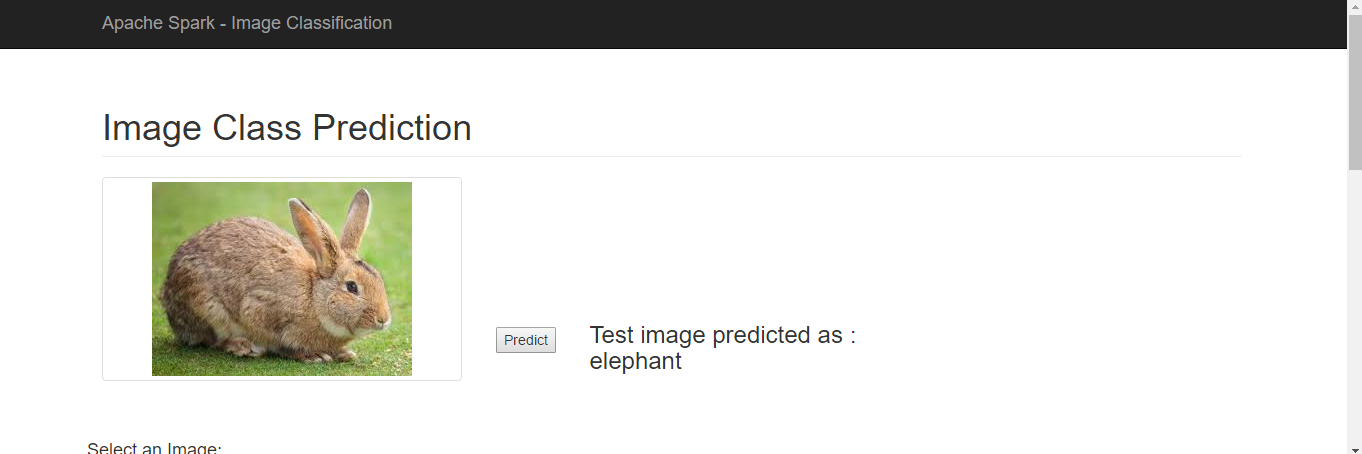 Apache Spark - Image Classification
Image Class Prediction
Predict
Test image predicted as :
elephant
Select an Image: